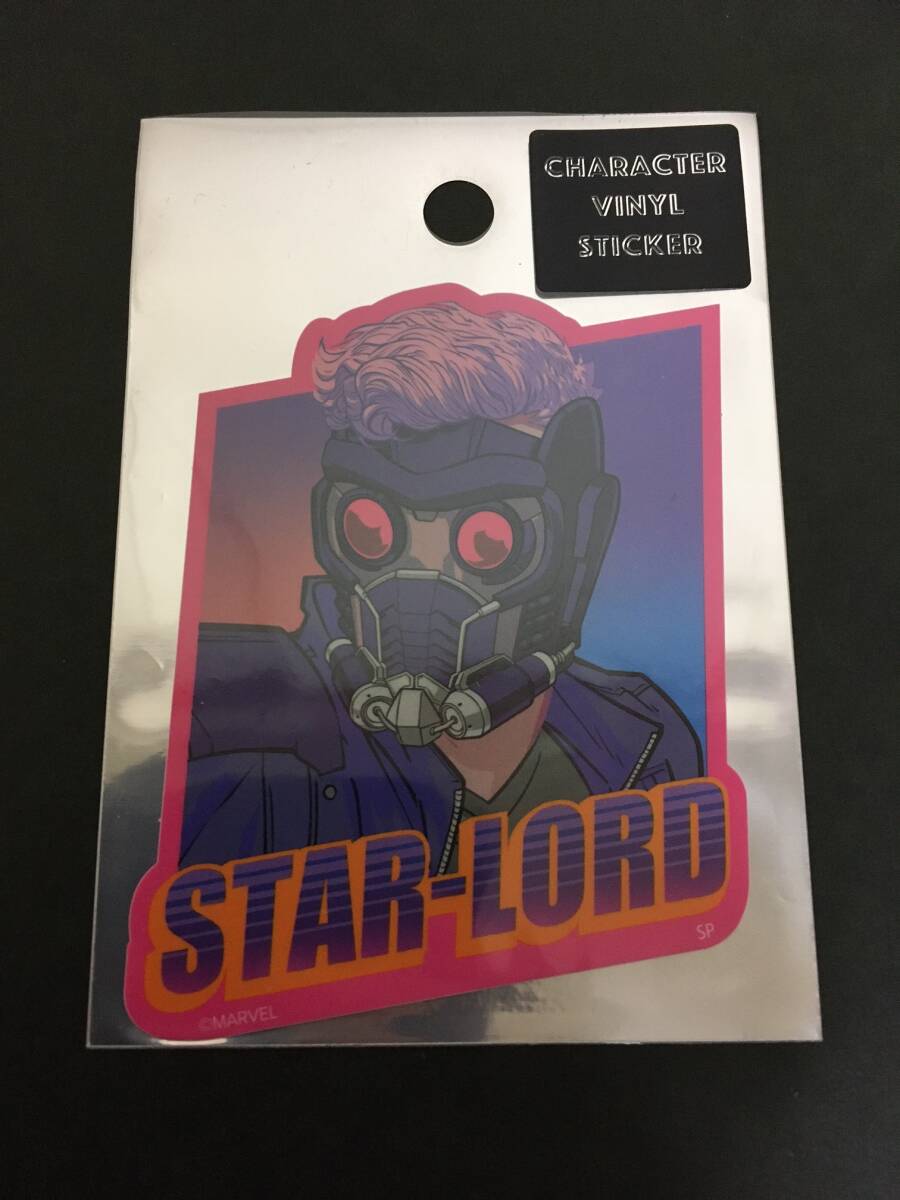 CHARACTER
VINYL
STICKER
STAR-LORD
SP
©MARVEL